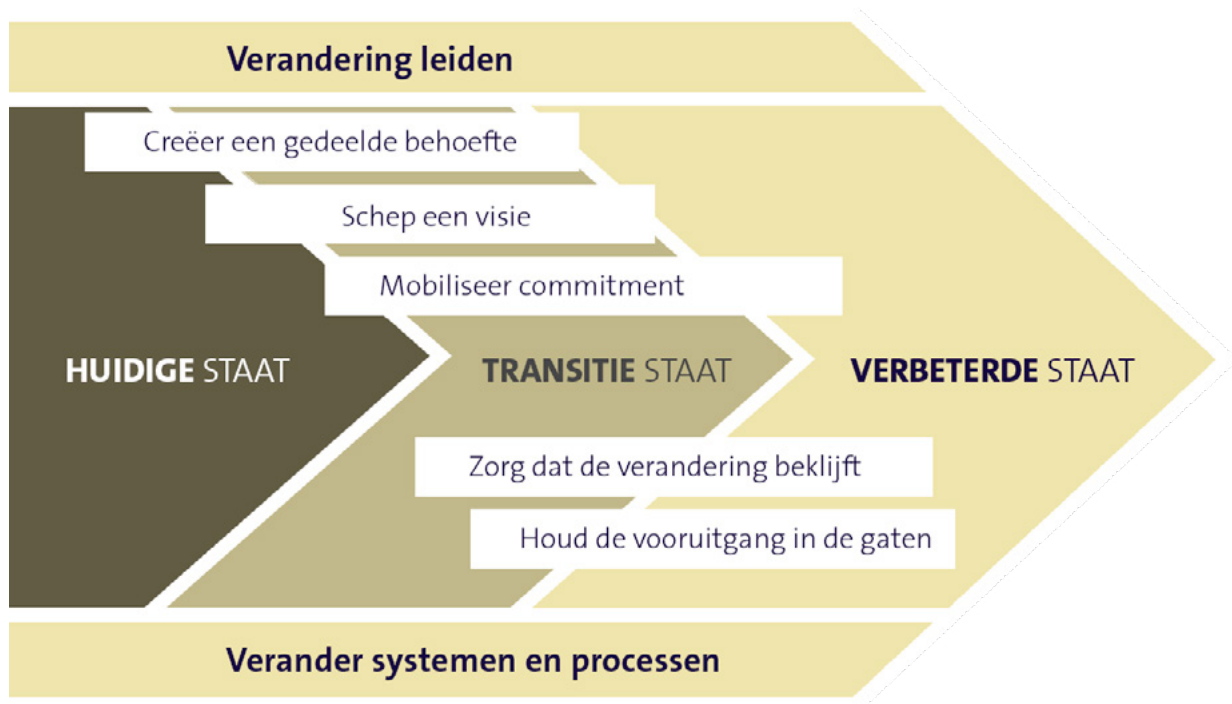 Verandering leiden
Creëer een gedeelde behoefte
Schep een visie
Mobiliseer commitment
HUIDIGE STAAT
TRANSITIE STAAT
VERBETERDE STAAT
Zorg dat de verandering beklijft
Houd de vooruitgang in de gaten
Verander systemen en processen